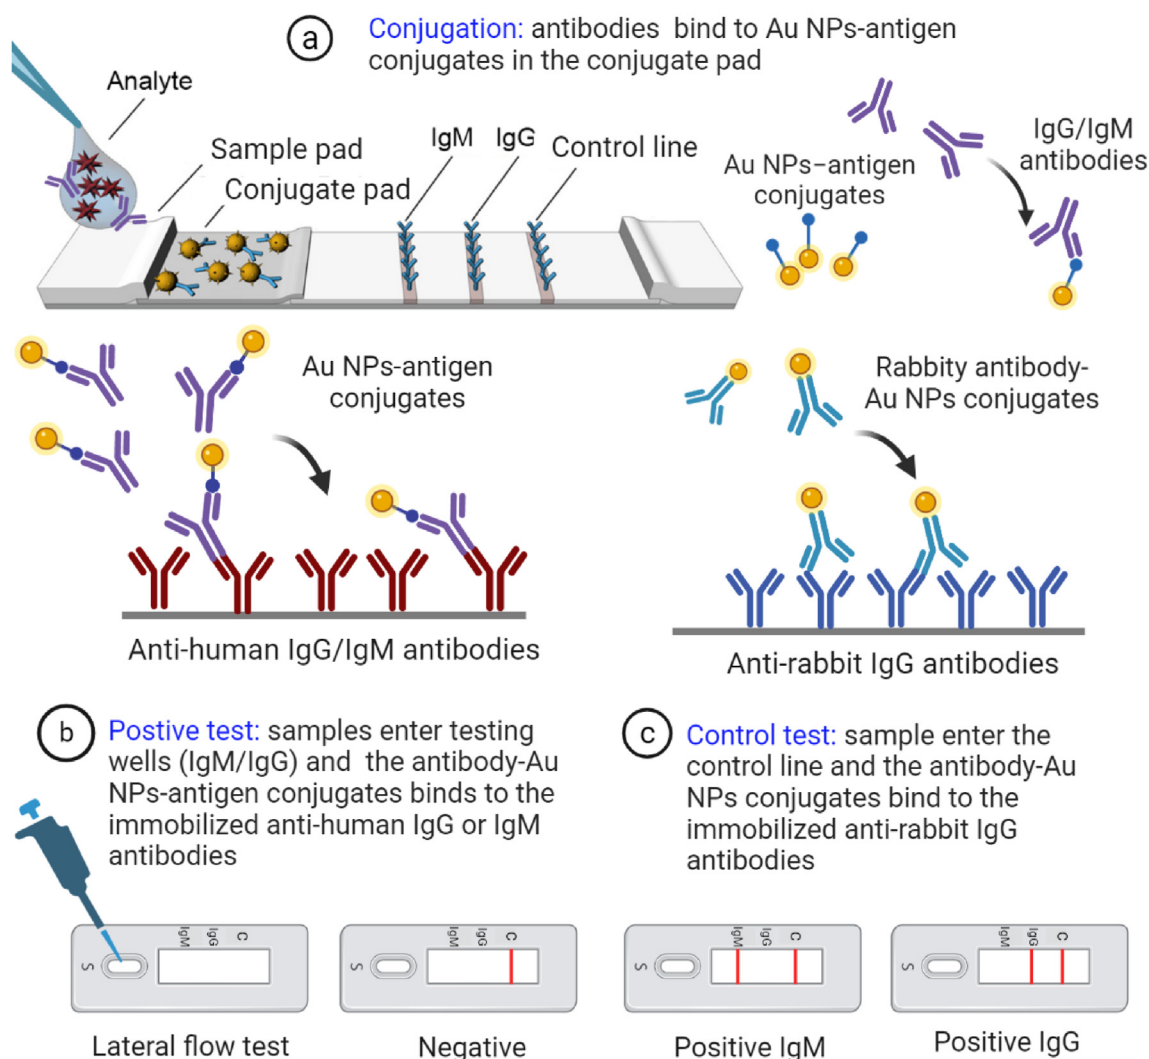 a
Conjugation: antibodies bind to Au NPs-antigen
conjugates in the conjugate pad
Analyte
Sample pad
Conjugate pad
IgM
IgG
Control line
Au NPs–antigen
conjugates
IgG/IgM
antibodies
Au NPs-antigen
conjugates
Rabbity antibody-
Au NPs conjugates
Anti-human IgG/IgM antibodies
Anti-rabbit IgG antibodies
b
Postive test: samples enter testing
wells (IgM/IgG) and the antibody-Au
NPs-antigen conjugates binds to the
immobilized anti-human IgG or IgM
antibodies
c
Control test: sample enter the
control line and the antibody-Au
NPs conjugates bind to the
immobilized anti-rabbit IgG
antibodies
S
IgM
IgG
C
Lateral flow test
S
IgM
IgG
C
Negative
S
IgM
IgG
C
Positive IgM
S
IgM
IgG
C
Positive IgG